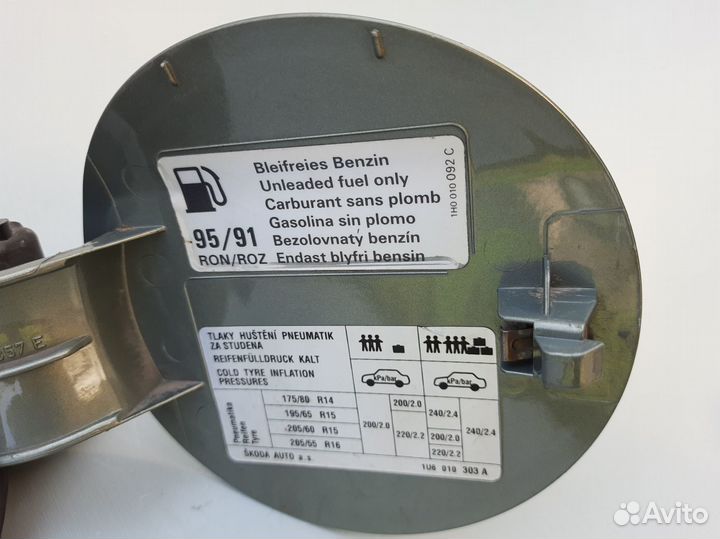 Bleifreies Benzin
Unleaded fuel only
Carburant sans plomb
Gasolina sin plomo
95/91 Bezolovnatý benzín
RON/ROZ Endast blyfri bensin
1H0 010 092 C
TLAKY HUŠTĚNÍ PNEUMATIK
ZA STUDENA
REIFENFÜLLDRUCK KALT
COLD TYRE INFLATION
PRESSURES
kPa/bar kPa/bar
Pneumatika
Reifen
Tyre
175/80 R14 200/2.0
195/65 R15 240/2.4
205/60 R15 200/2.0 220/2.2 200/2.0 240/2.4
205/55 R16 220/2.2
ŠKODA AUTO a.s. 1U6 010 303 A
857 E
Avito